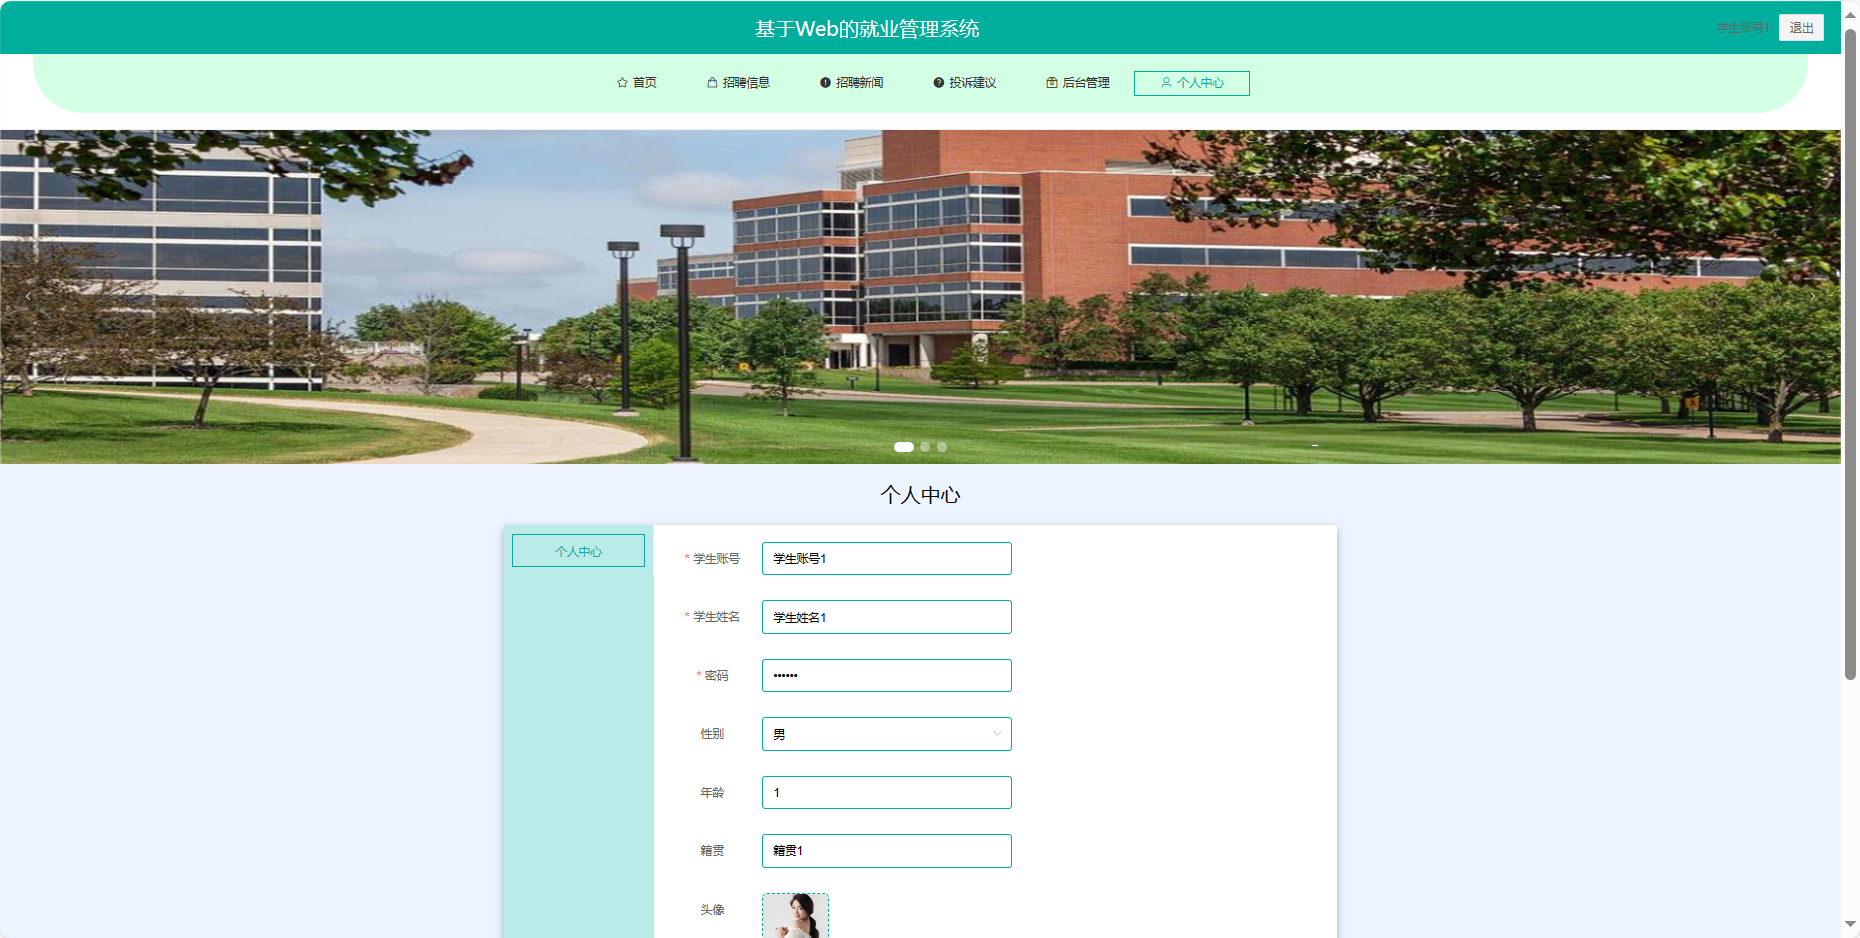 基于Web的就业管理系统
学生账号1 退出
首页 招聘信息 招聘新闻 投诉建议 后台管理 个人中心
个人中心
个人中心
* 学生账号 学生账号1
* 学生姓名 学生姓名1
* 密码 ••••••
性别 男
年龄 1
籍贯 籍贯1
头像